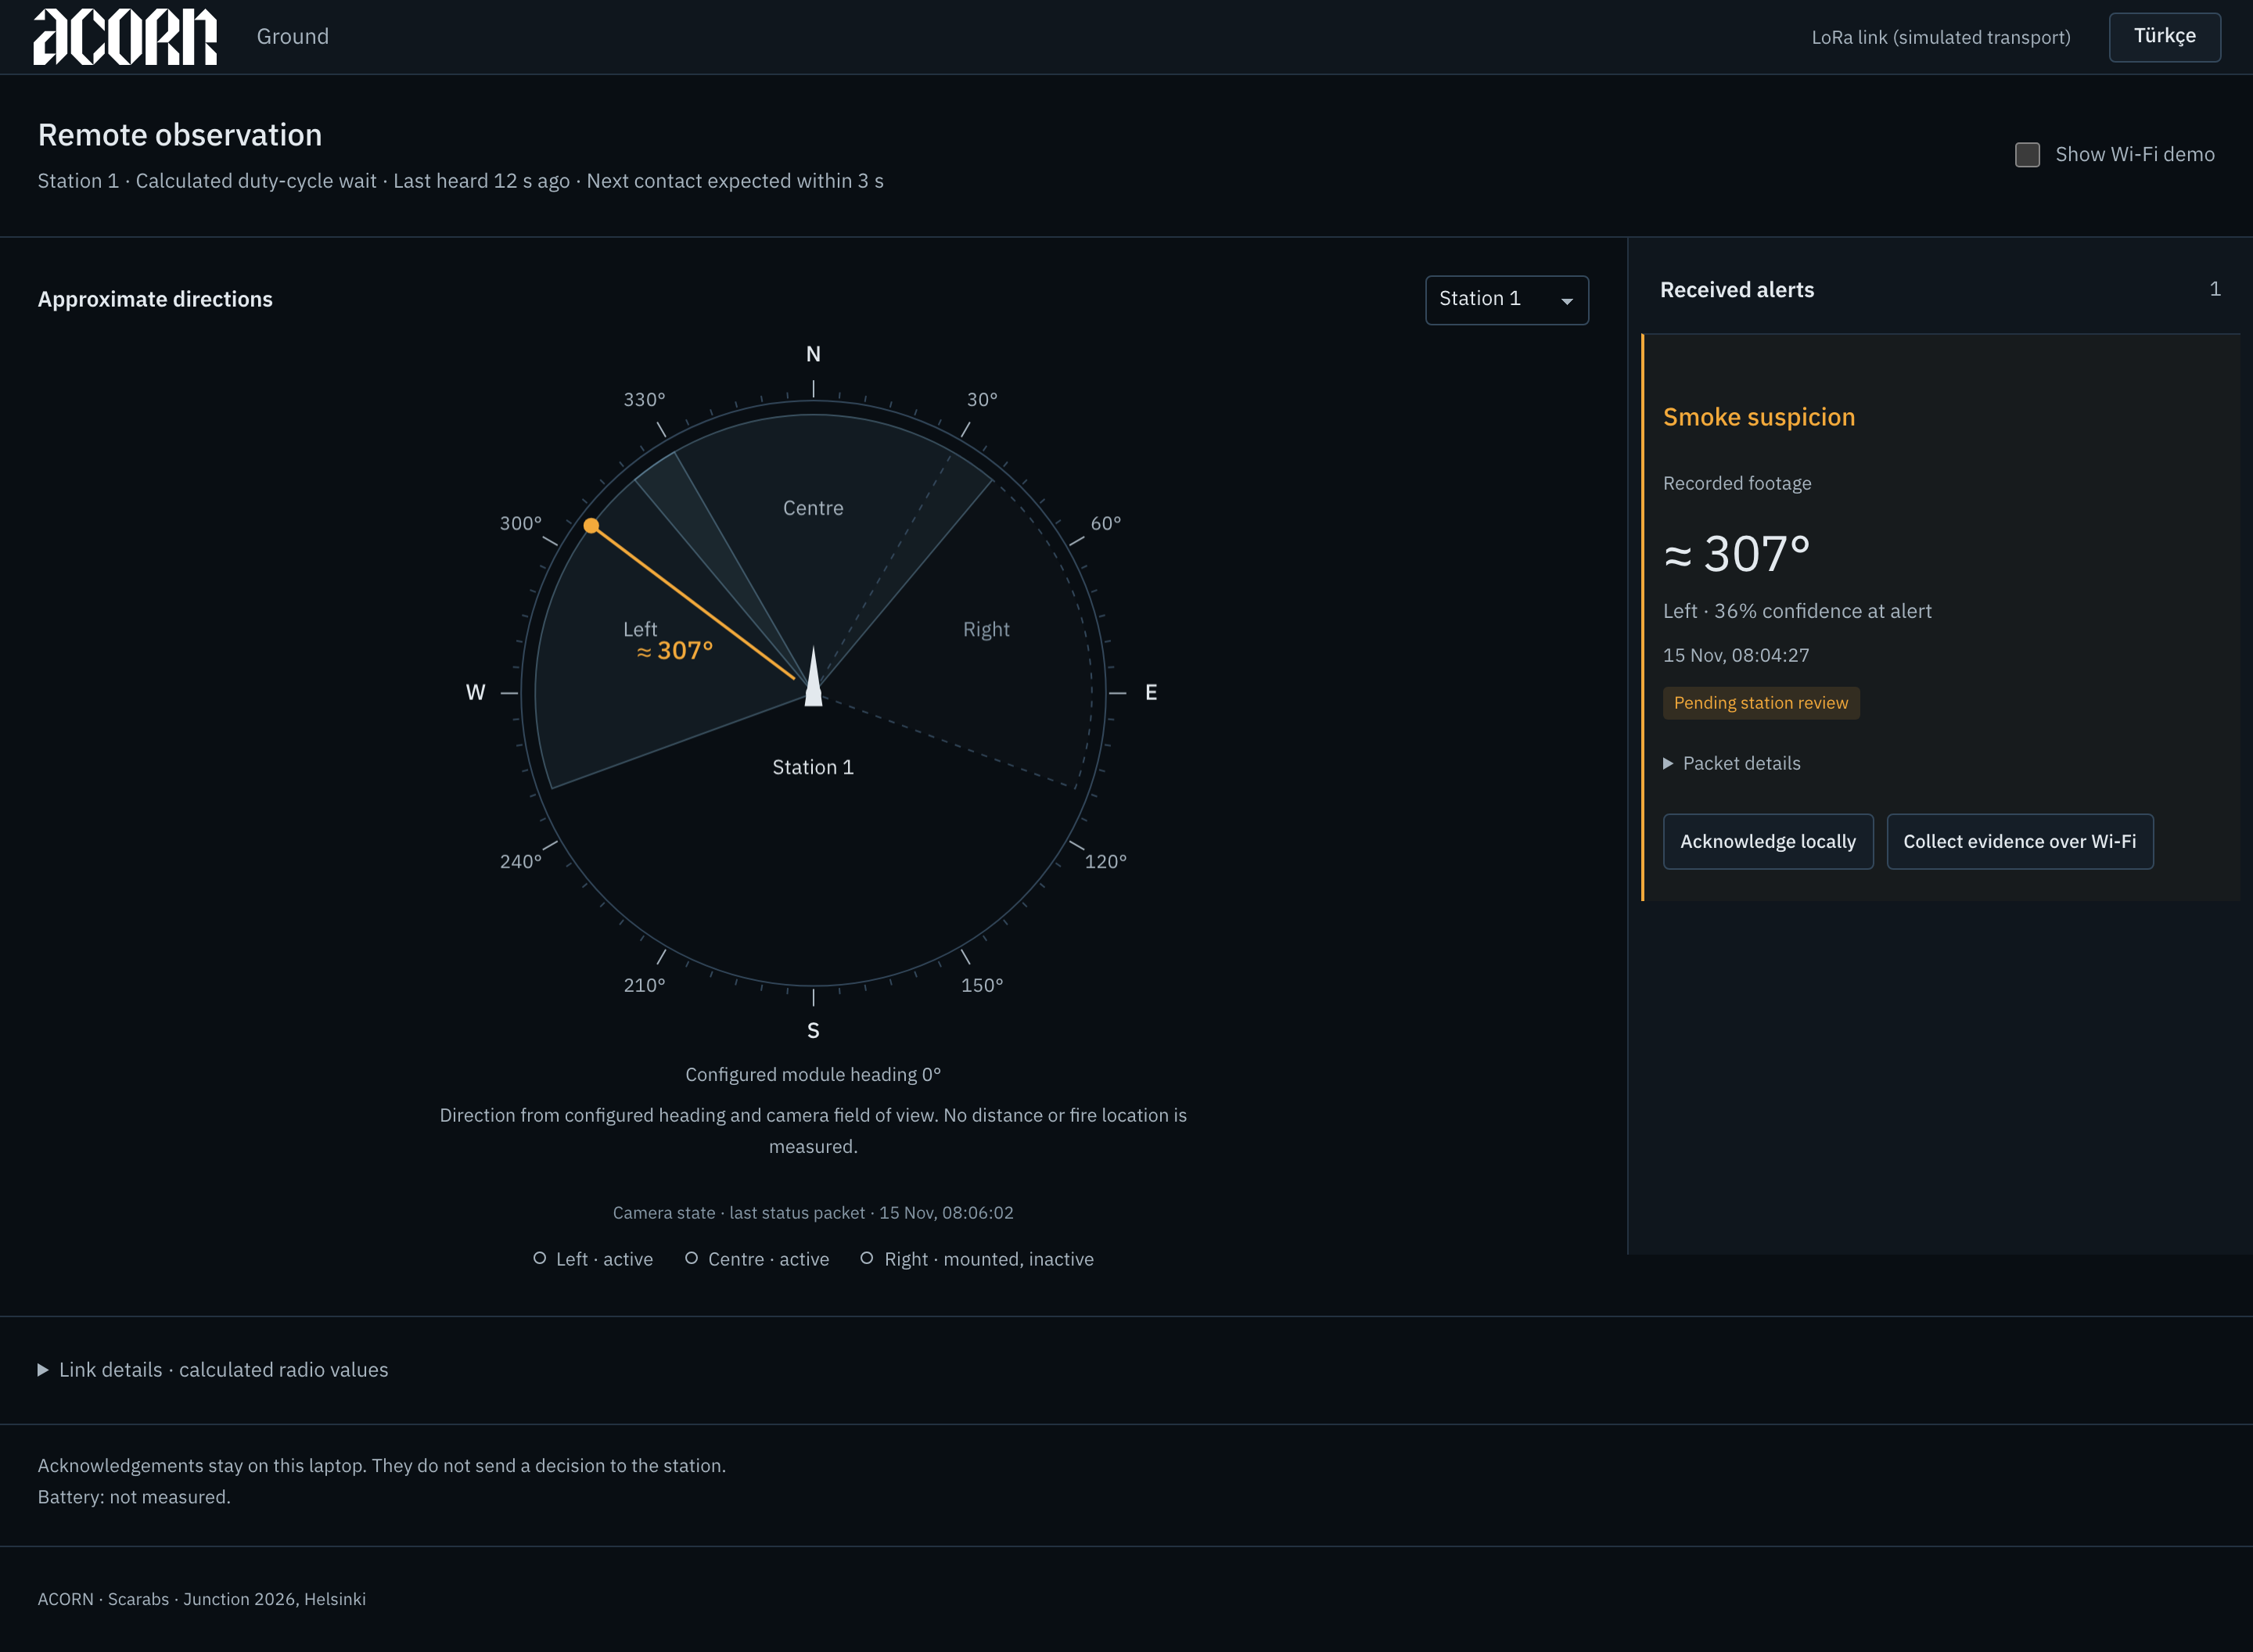 ACORN
Ground
LoRa link (simulated transport)
Türkçe
Remote observation
Station 1 · Calculated duty-cycle wait · Last heard 12 s ago · Next contact expected within 3 s
Show Wi-Fi demo
Approximate directions
Station 1
N
330°
30°
300°
60°
Centre
Left
≈ 307°
Right
W
E
Station 1
240°
120°
210°
150°
S
Configured module heading 0°
Direction from configured heading and camera field of view. No distance or fire location is
measured.
Camera state · last status packet · 15 Nov, 08:06:02
Left · active
Centre · active
Right · mounted, inactive
Received alerts
1
Smoke suspicion
Recorded footage
≈ 307°
Left · 36% confidence at alert
15 Nov, 08:04:27
Pending station review
Packet details
Acknowledge locally
Collect evidence over Wi-Fi
Link details · calculated radio values
Acknowledgements stay on this laptop. They do not send a decision to the station.
Battery: not measured.
ACORN · Scarabs · Junction 2026, Helsinki